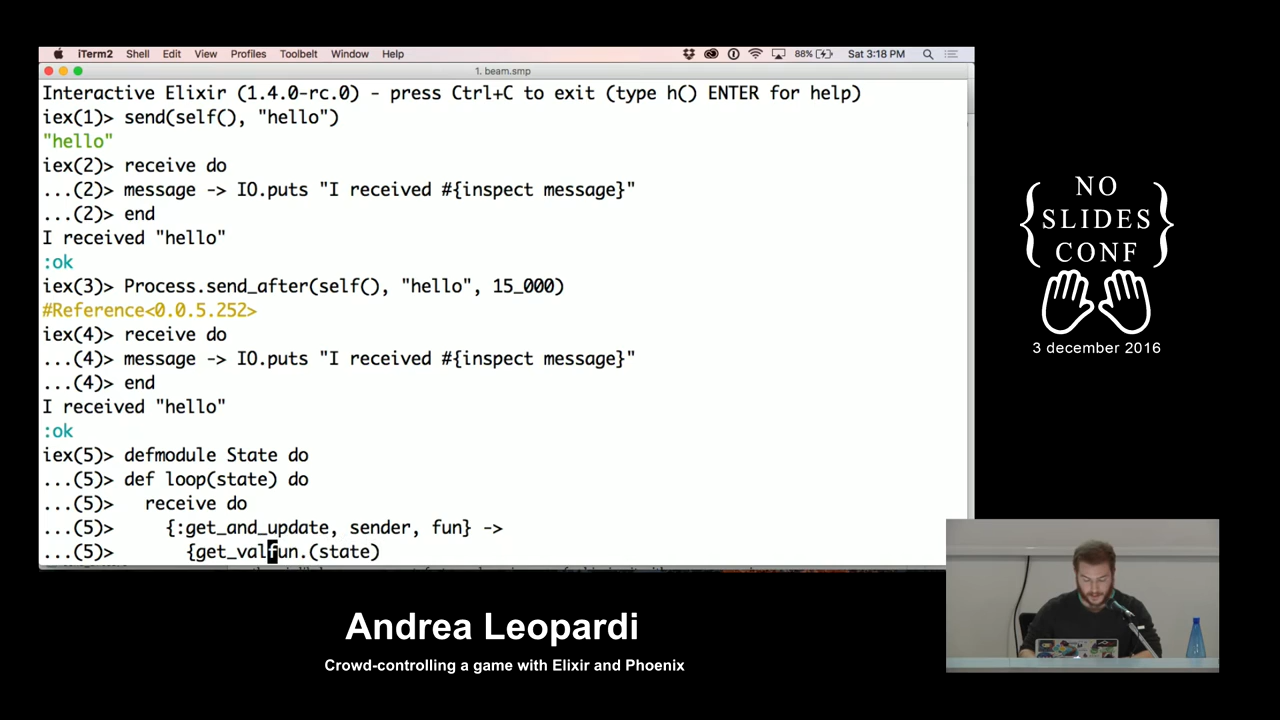 iTerm2 Shell Edit View Profiles Toolbelt Window Help 88% Sat 3:18 PM
1. beam.smp
Interactive Elixir (1.4.0-rc.0) - press Ctrl+C to exit (type h() ENTER for help)
iex(1)> send(self(), "hello")
"hello"
iex(2)> receive do
...(2)> message -> IO.puts "I received #{inspect message}"
...(2)> end
I received "hello"
:ok
iex(3)> Process.send_after(self(), "hello", 15_000)
#Reference<0.0.5.252>
iex(4)> receive do
...(4)> message -> IO.puts "I received #{inspect message}"
...(4)> end
I received "hello"
:ok
iex(5)> defmodule State do
...(5)> def loop(state) do
...(5)>   receive do
...(5)>     {:get_and_update, sender, fun} ->
...(5)>       {get_valfun.(state)
NO
SLIDES
CONF
3 december 2016
Andrea Leopardi
Crowd-controlling a game with Elixir and Phoenix